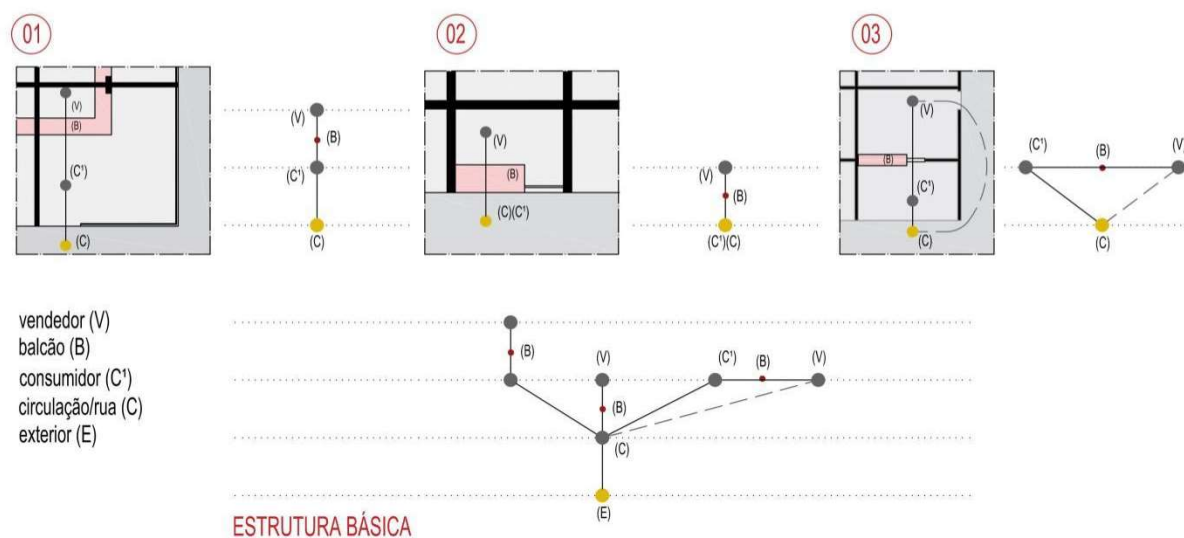 01
02
03
(V)
(B)
(C¹)
(C)
(V)
(B)
(C¹)
(C)
(V)
(B)
(C)(C¹)
(V)
(B)
(C¹)(C)
(V)
(B)
(C¹)
(C)
(C¹)
(B)
(V)
(C)
vendedor (V)
balcão (B)
consumidor (C¹)
circulação/rua (C)
exterior (E)
(B)
(V)
(C¹)
(B)
(V)
(B)
(C)
(E)
ESTRUTURA BÁSICA